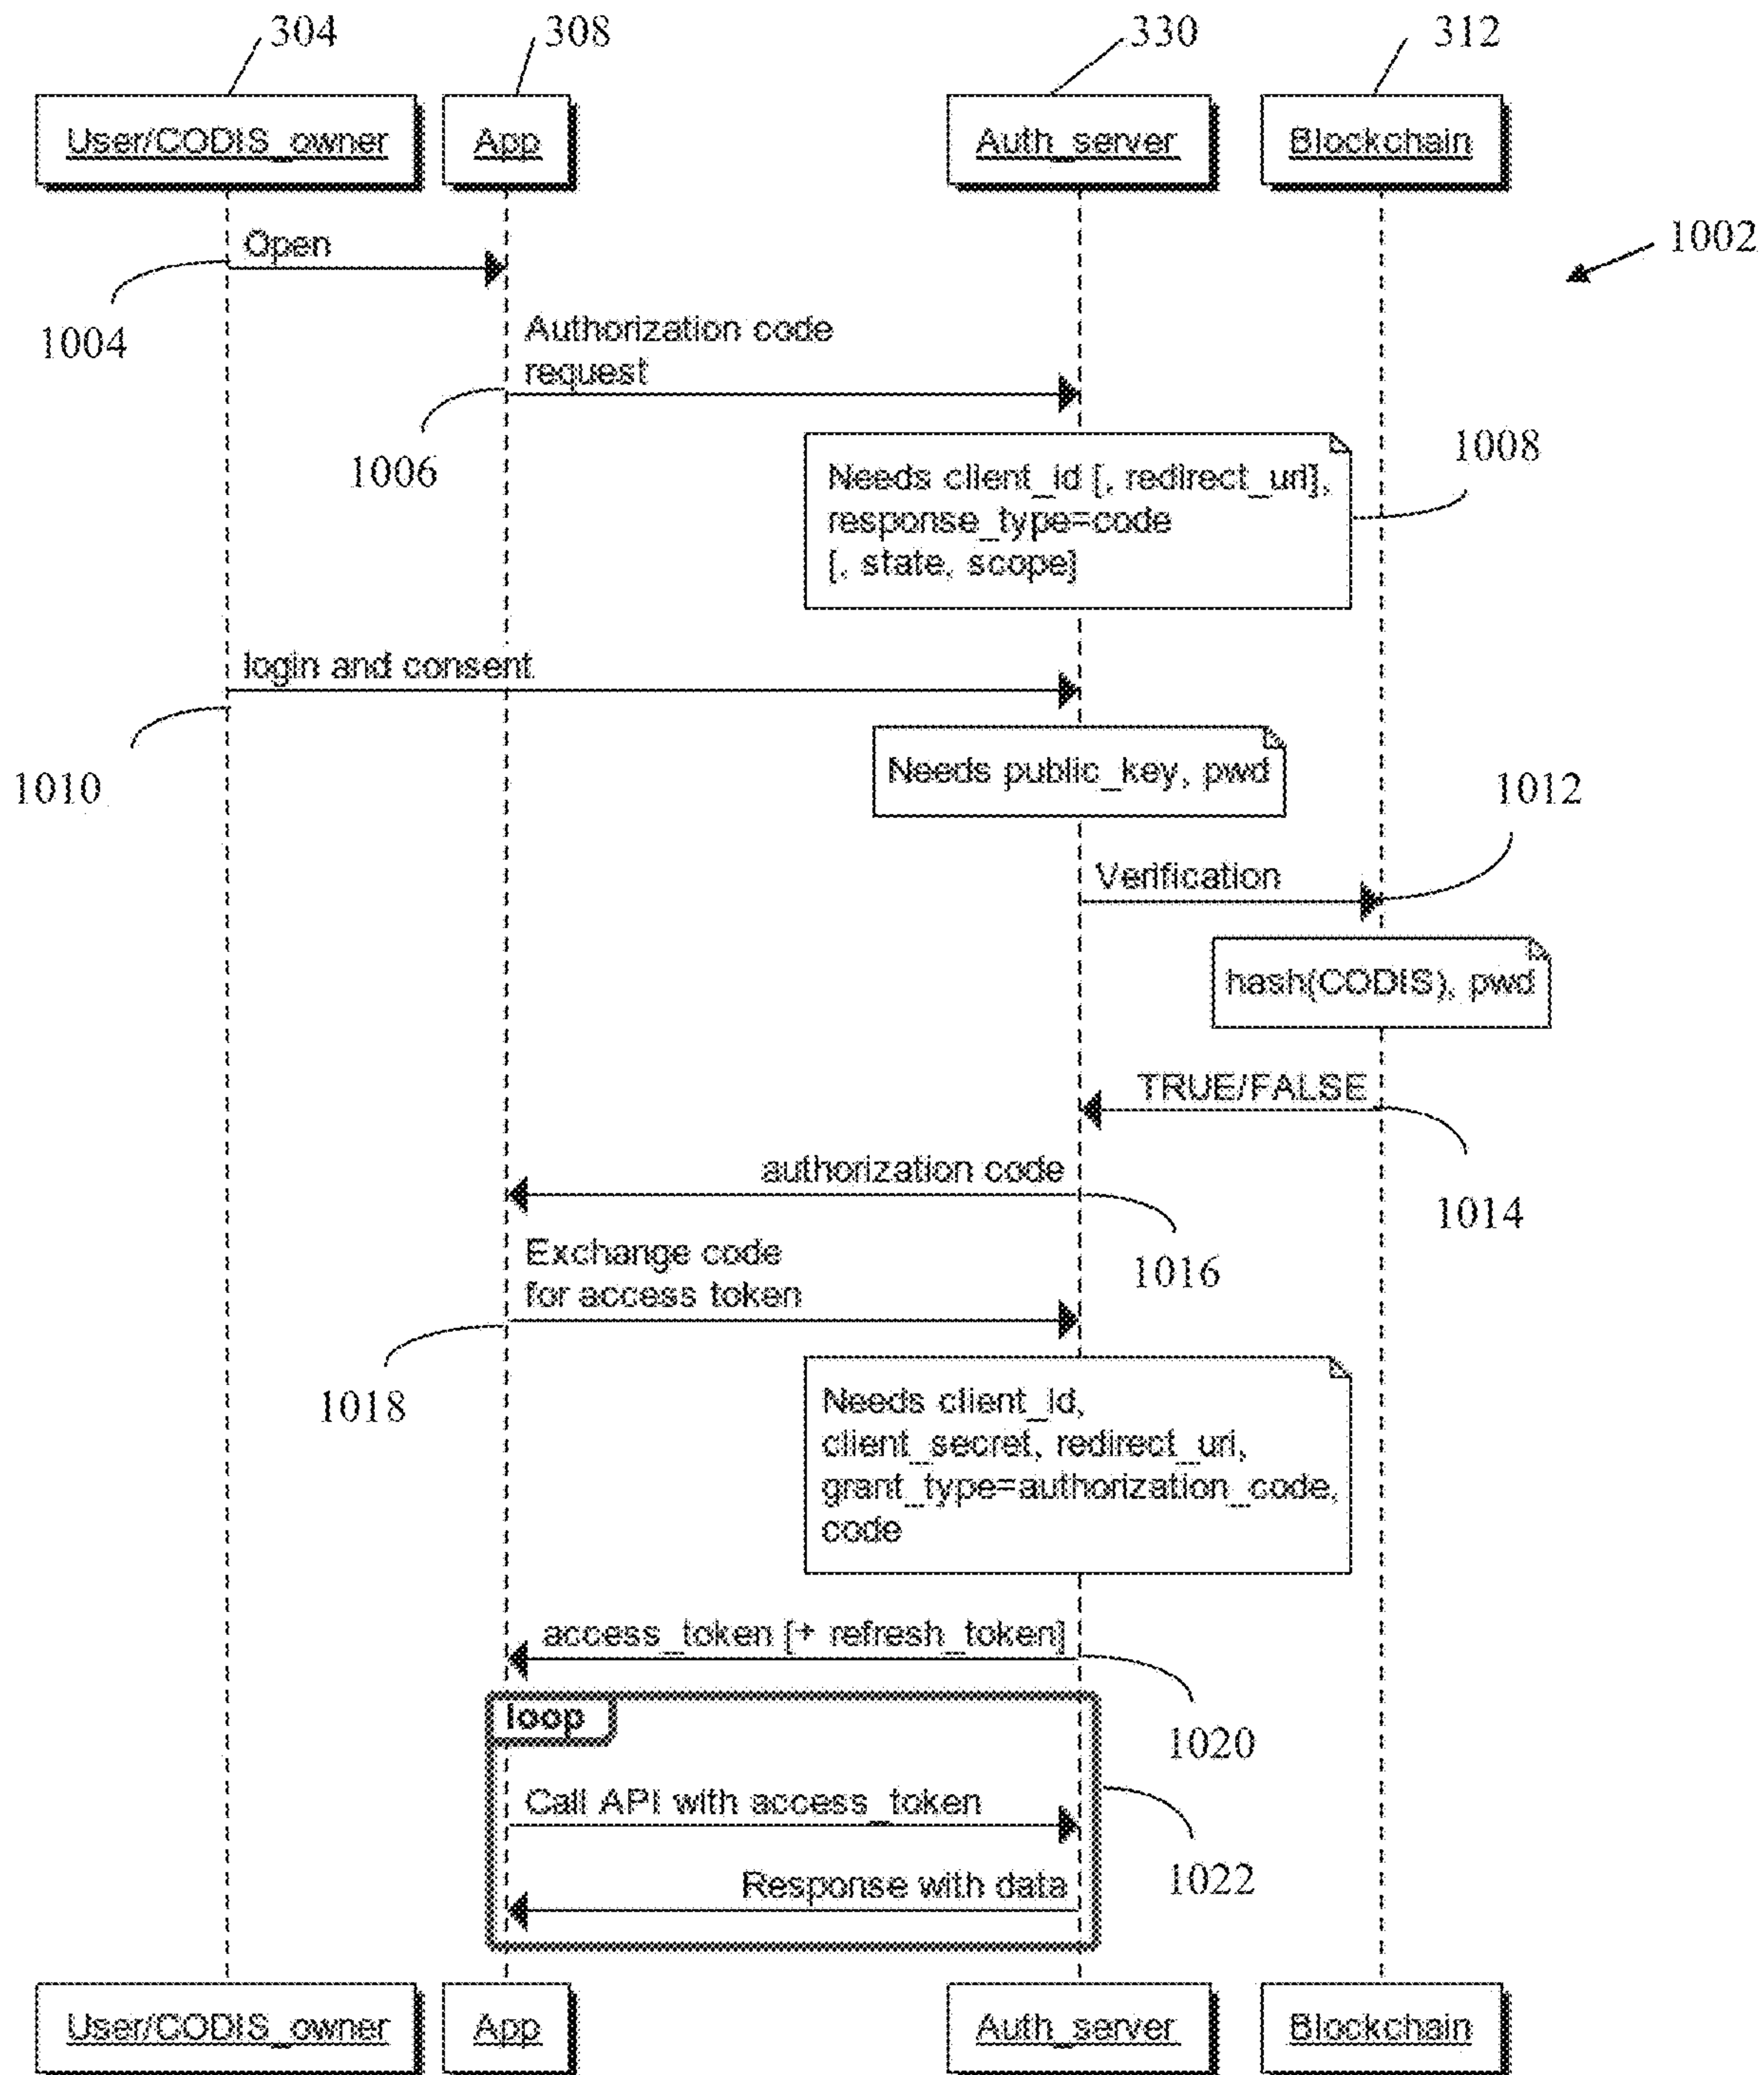 304
308
330
312
User/CODIS_owner
App
Auth_server
Blockchain
1002
Open
1004
Authorization code
request
1006
1008
Needs client_id [, redirect_uri],
response_type=code
[, state, scope]
login and consent
1010
Needs public_key, pwd
1012
Verification
hash(CODIS), pwd
TRUE/FALSE
1014
authorization code
1016
Exchange code
for access token
1018
Needs client_id,
client_secret, redirect_uri,
grant_type=authorization_code,
code
access_token [+ refresh_token]
1020
loop
Call API with access_token
1022
Response with data
User/CODIS_owner
App
Auth_server
Blockchain